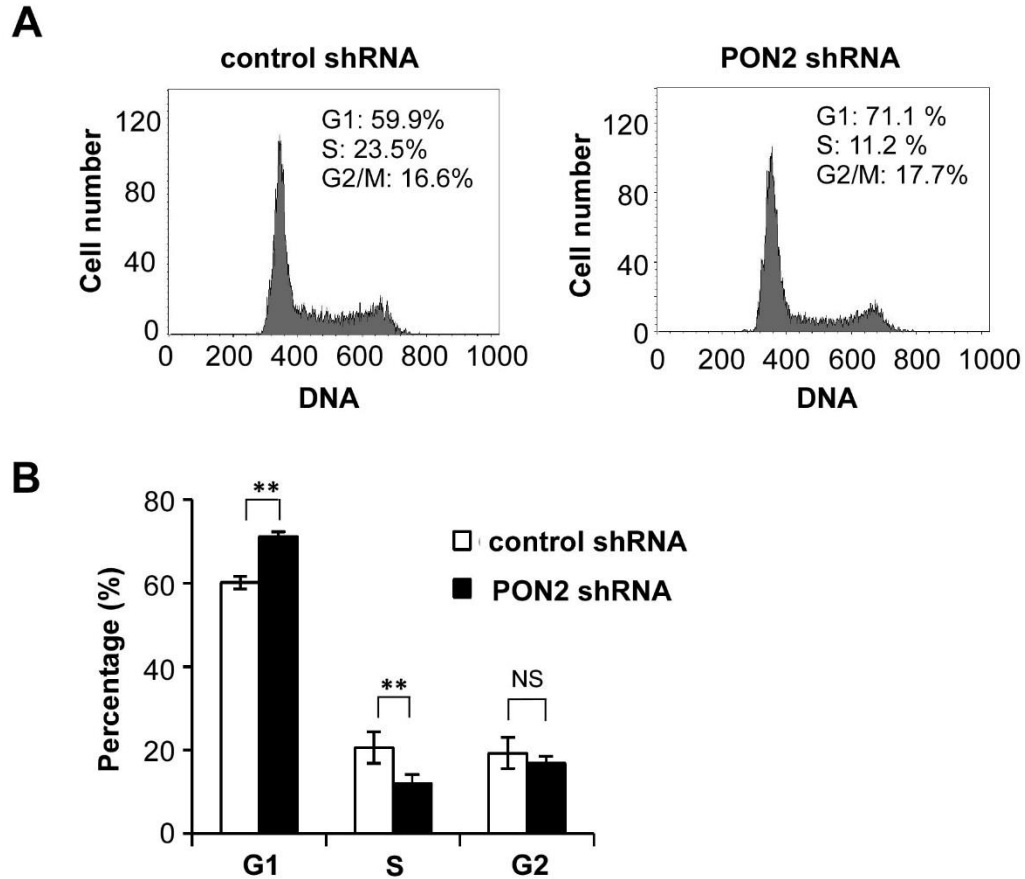 A
control shRNA
G1: 59.9%
S: 23.5%
G2/M: 16.6%
Cell number
120
80
40
0
0 200 400 600 800 1000
DNA
PON2 shRNA
G1: 71.1 %
S: 11.2 %
G2/M: 17.7%
Cell number
120
80
40
0
0 200 400 600 800 1000
DNA
B
Percentage (%)
80
60
40
20
0
**
**
NS
control shRNA
PON2 shRNA
G1 S G2